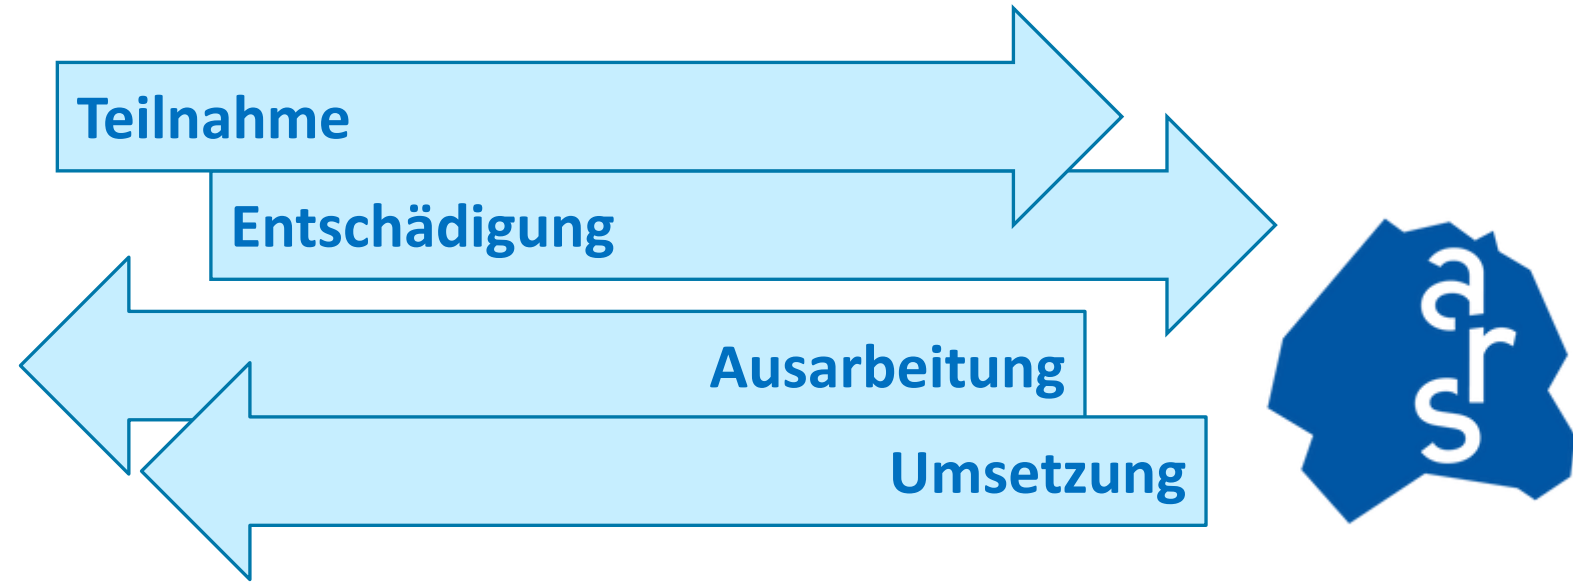 Teilnahme
Entschädigung
Ausarbeitung
Umsetzung
ars